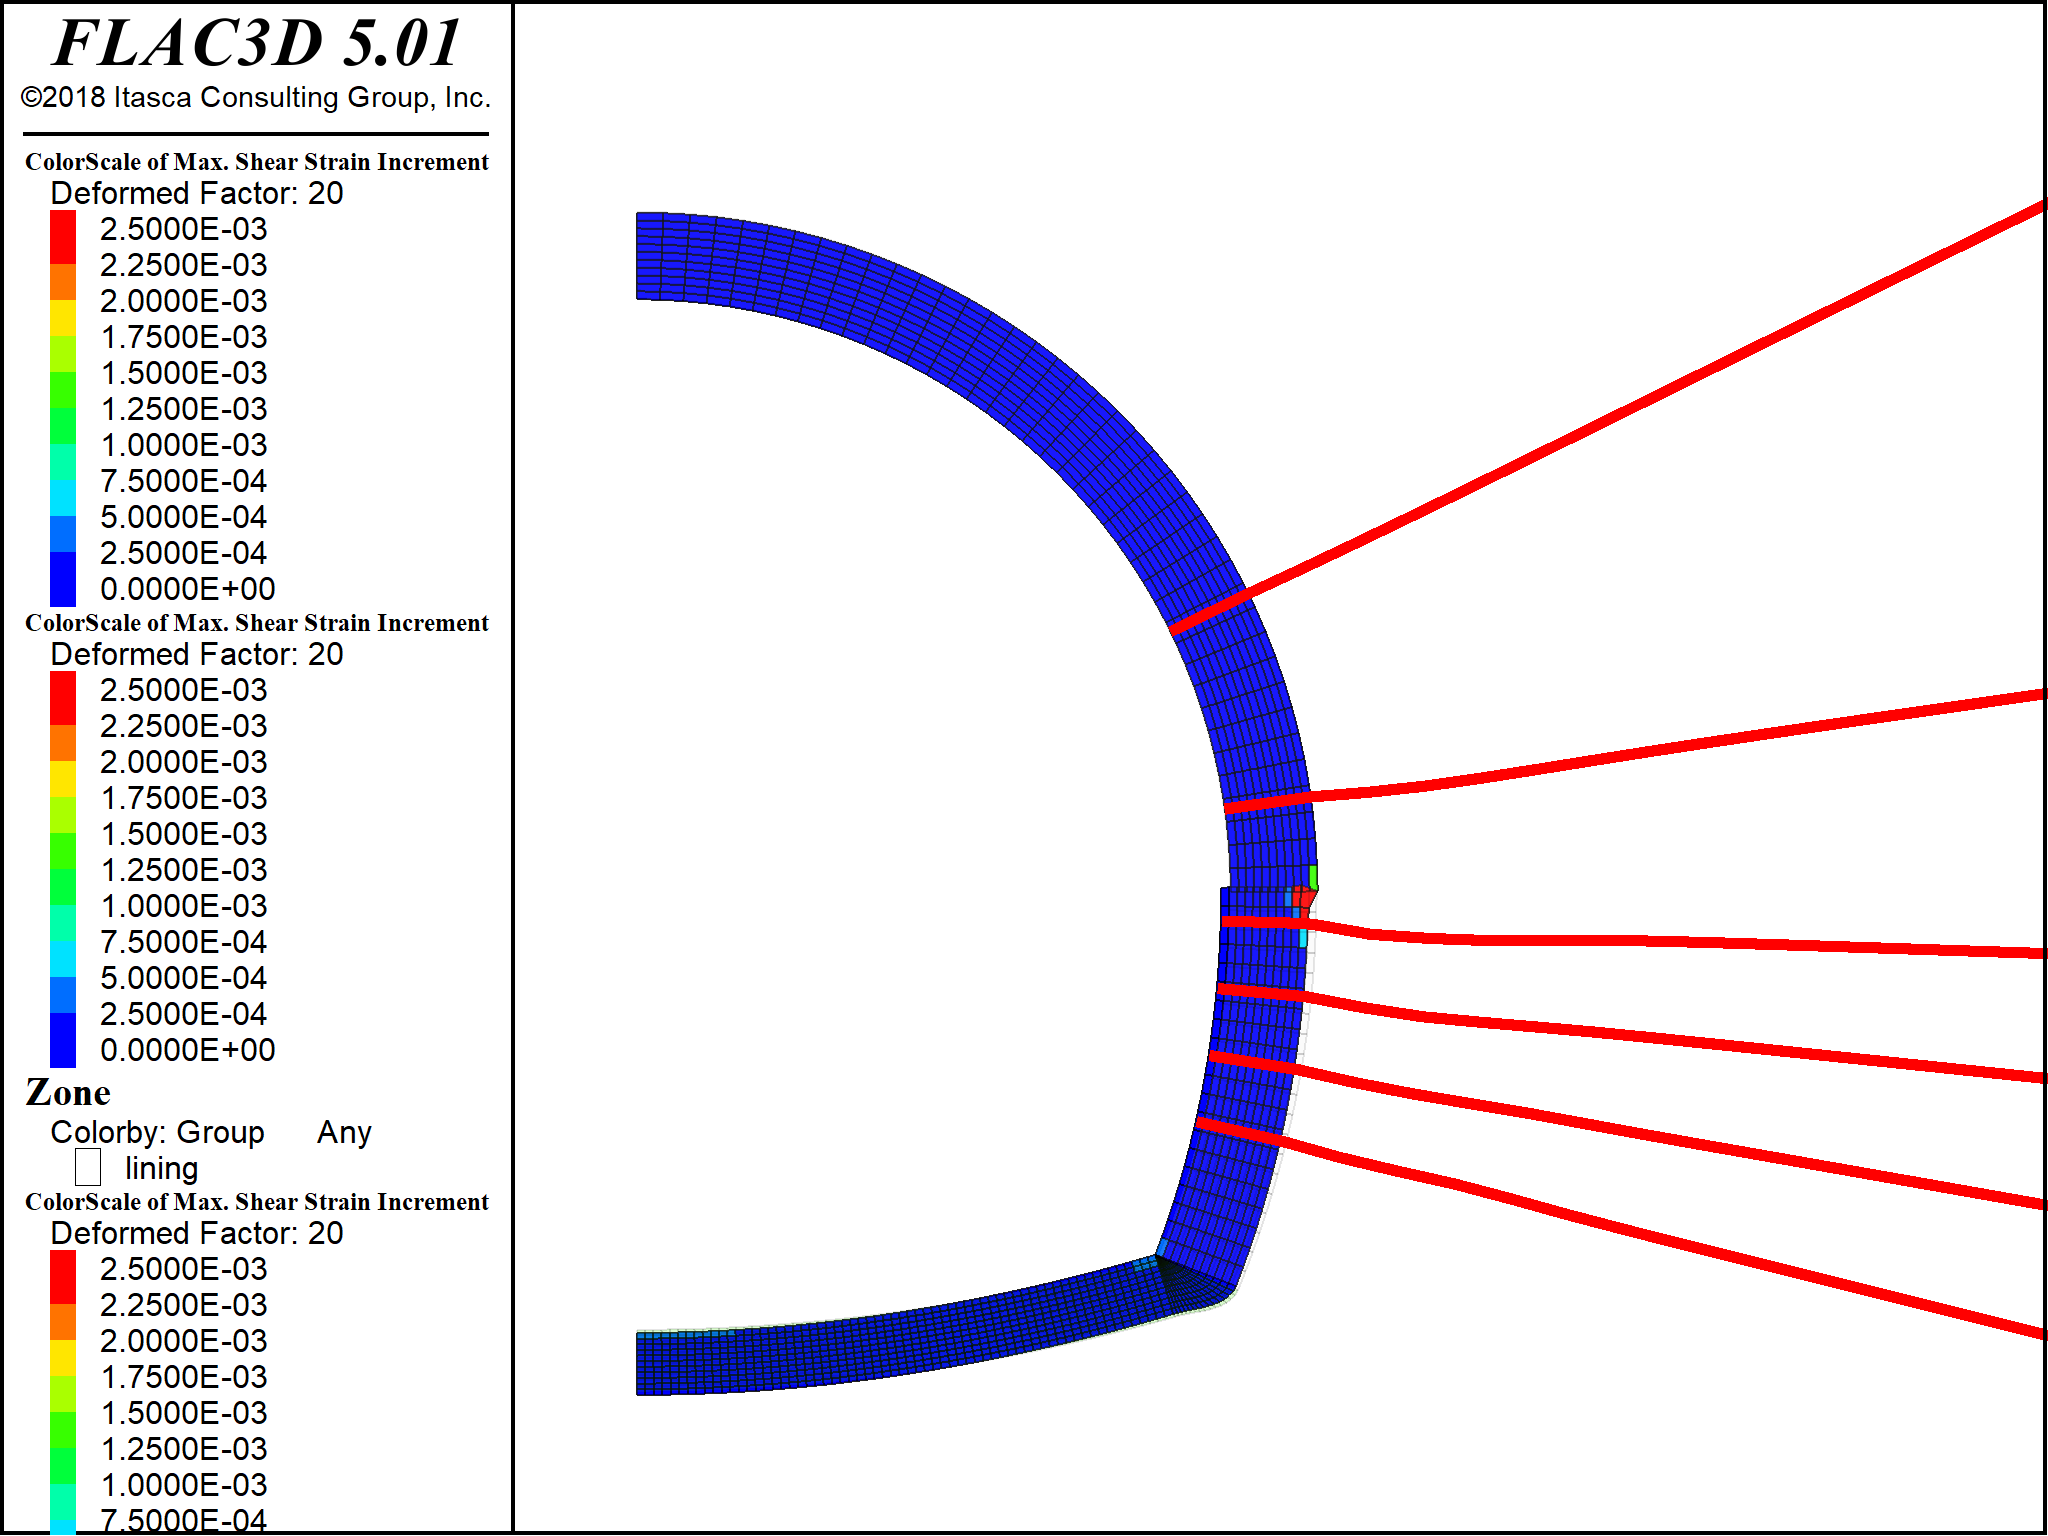 FLAC3D 5.01
©2018 Itasca Consulting Group, Inc.
ColorScale of Max. Shear Strain Increment
Deformed Factor: 20
2.5000E-03
2.2500E-03
2.0000E-03
1.7500E-03
1.5000E-03
1.2500E-03
1.0000E-03
7.5000E-04
5.0000E-04
2.5000E-04
0.0000E+00
ColorScale of Max. Shear Strain Increment
Deformed Factor: 20
2.5000E-03
2.2500E-03
2.0000E-03
1.7500E-03
1.5000E-03
1.2500E-03
1.0000E-03
7.5000E-04
5.0000E-04
2.5000E-04
0.0000E+00
Zone
Colorby: Group Any
lining
ColorScale of Max. Shear Strain Increment
Deformed Factor: 20
2.5000E-03
2.2500E-03
2.0000E-03
1.7500E-03
1.5000E-03
1.2500E-03
1.0000E-03
7.5000E-04